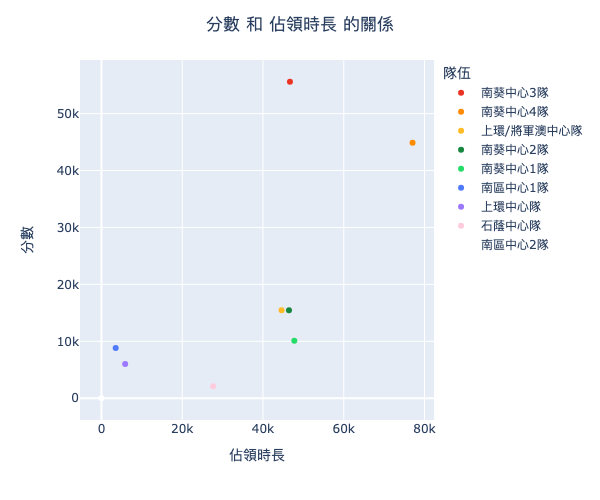 分數 和 佔領時長 的關係
隊伍
南葵中心3隊
南葵中心4隊
上環/將軍澳中心隊
南葵中心2隊
南葵中心1隊
南區中心1隊
上環中心隊
石蔭中心隊
南區中心2隊
50k
40k
30k
20k
10k
0
分數
0 20k 40k 60k 80k
佔領時長